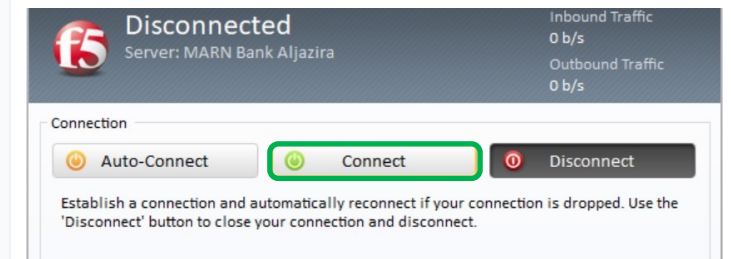 f5
Disconnected
Server: MARN Bank Aljazira
Inbound Traffic
0 b/s
Outbound Traffic
0 b/s
Connection
Auto-Connect
Connect
Disconnect
Establish a connection and automatically reconnect if your connection is dropped. Use the
'Disconnect' button to close your connection and disconnect.